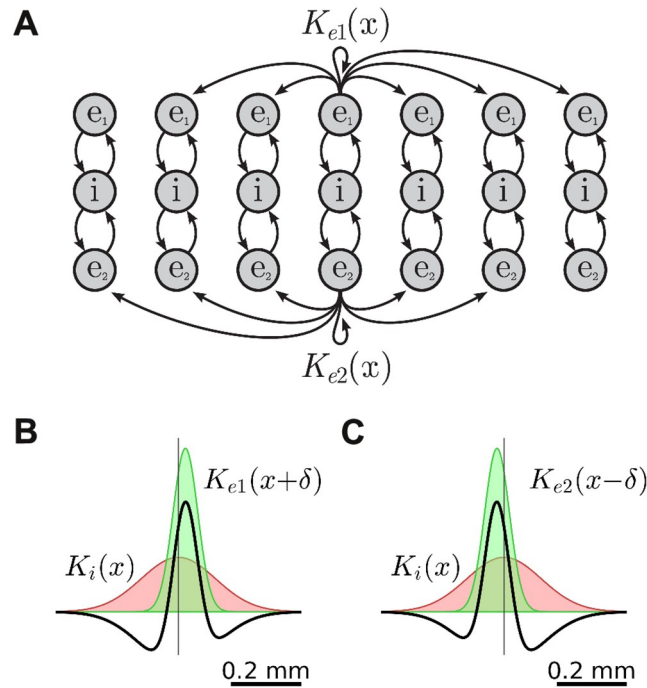 A
K_{e1}(x)
e₁ e₁ e₁ e₁ e₁ e₁ e₁
i i i i i i i
e₂ e₂ e₂ e₂ e₂ e₂ e₂
K_{e2}(x)
B
C
K_{e1}(x+δ)
K_{e2}(x−δ)
K_i(x)
K_i(x)
0.2 mm
0.2 mm